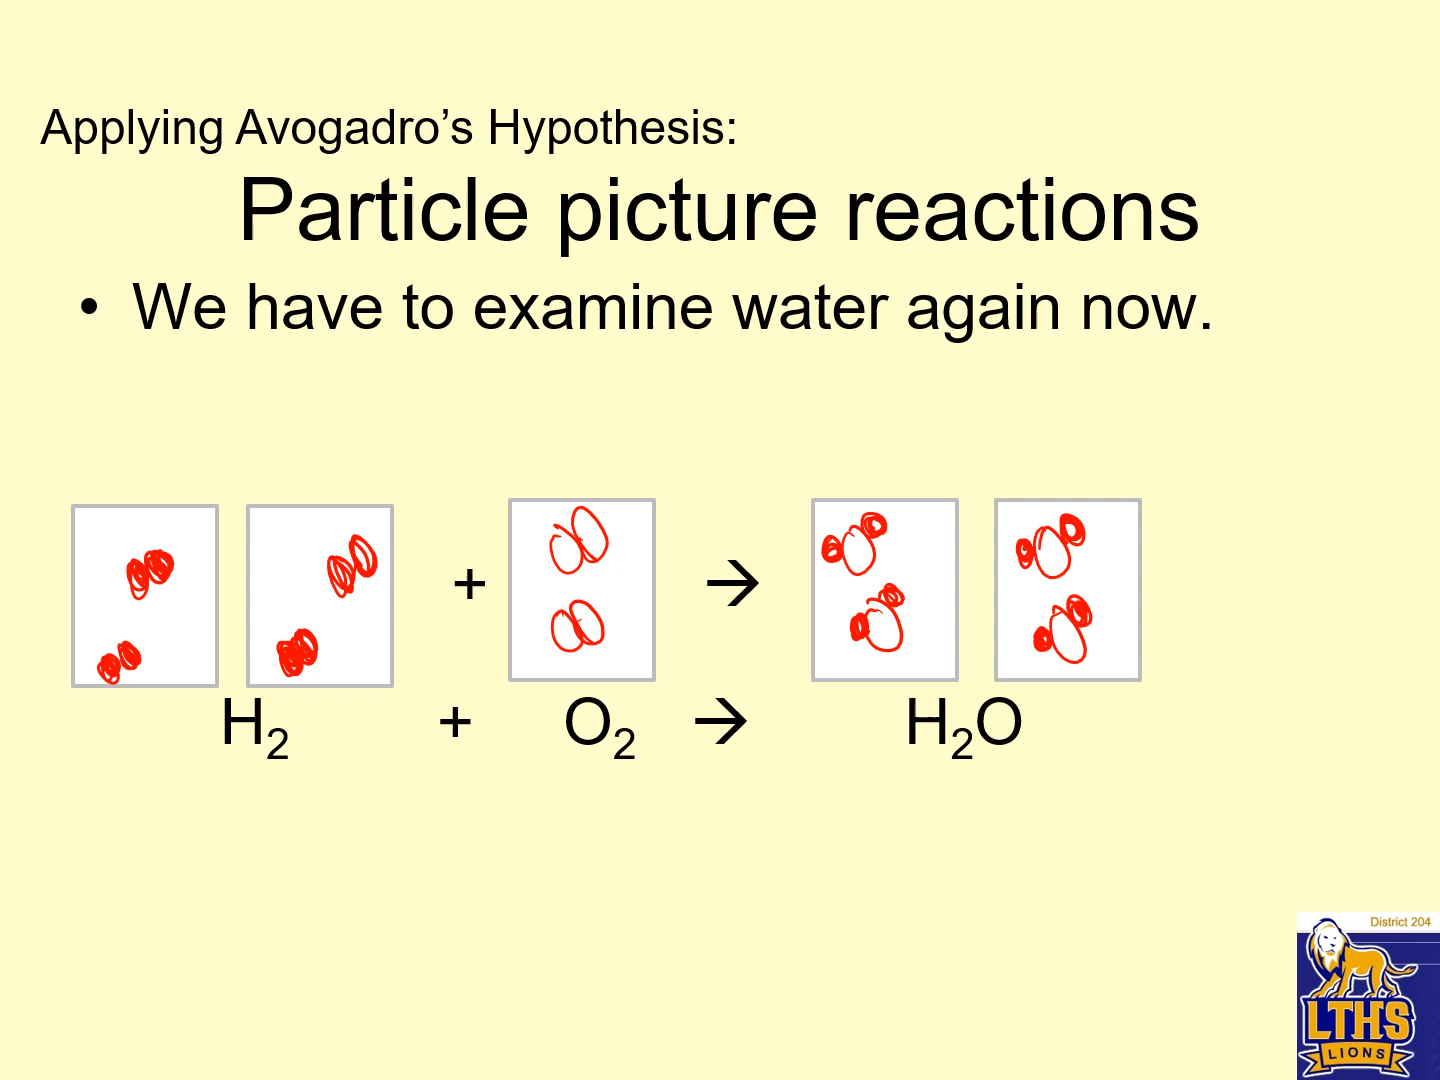 Applying Avogadro’s Hypothesis:
Particle picture reactions
• We have to examine water again now.
+ →
H₂ + O₂ → H₂O
District 204
LTHS
LIONS